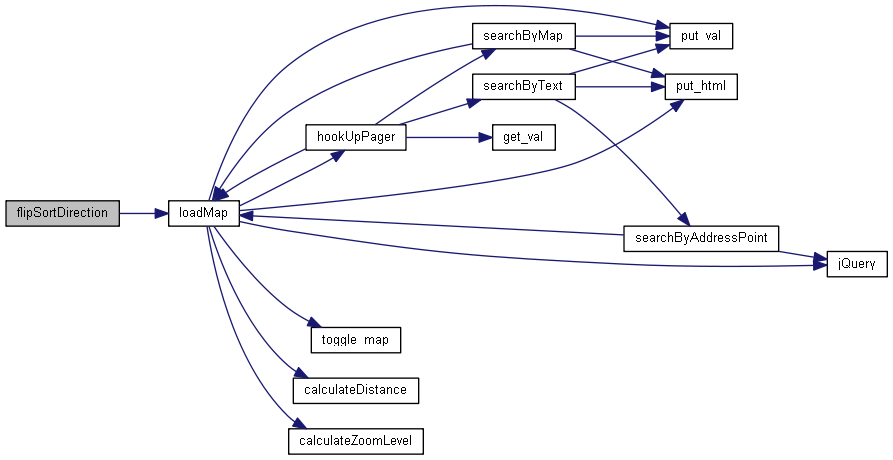 searchByMap
put_val
searchByText
put_html
hookUpPager
get_val
flipSortDirection
loadMap
searchByAddressPoint
jQuery
toggle_map
calculateDistance
calculateZoomLevel